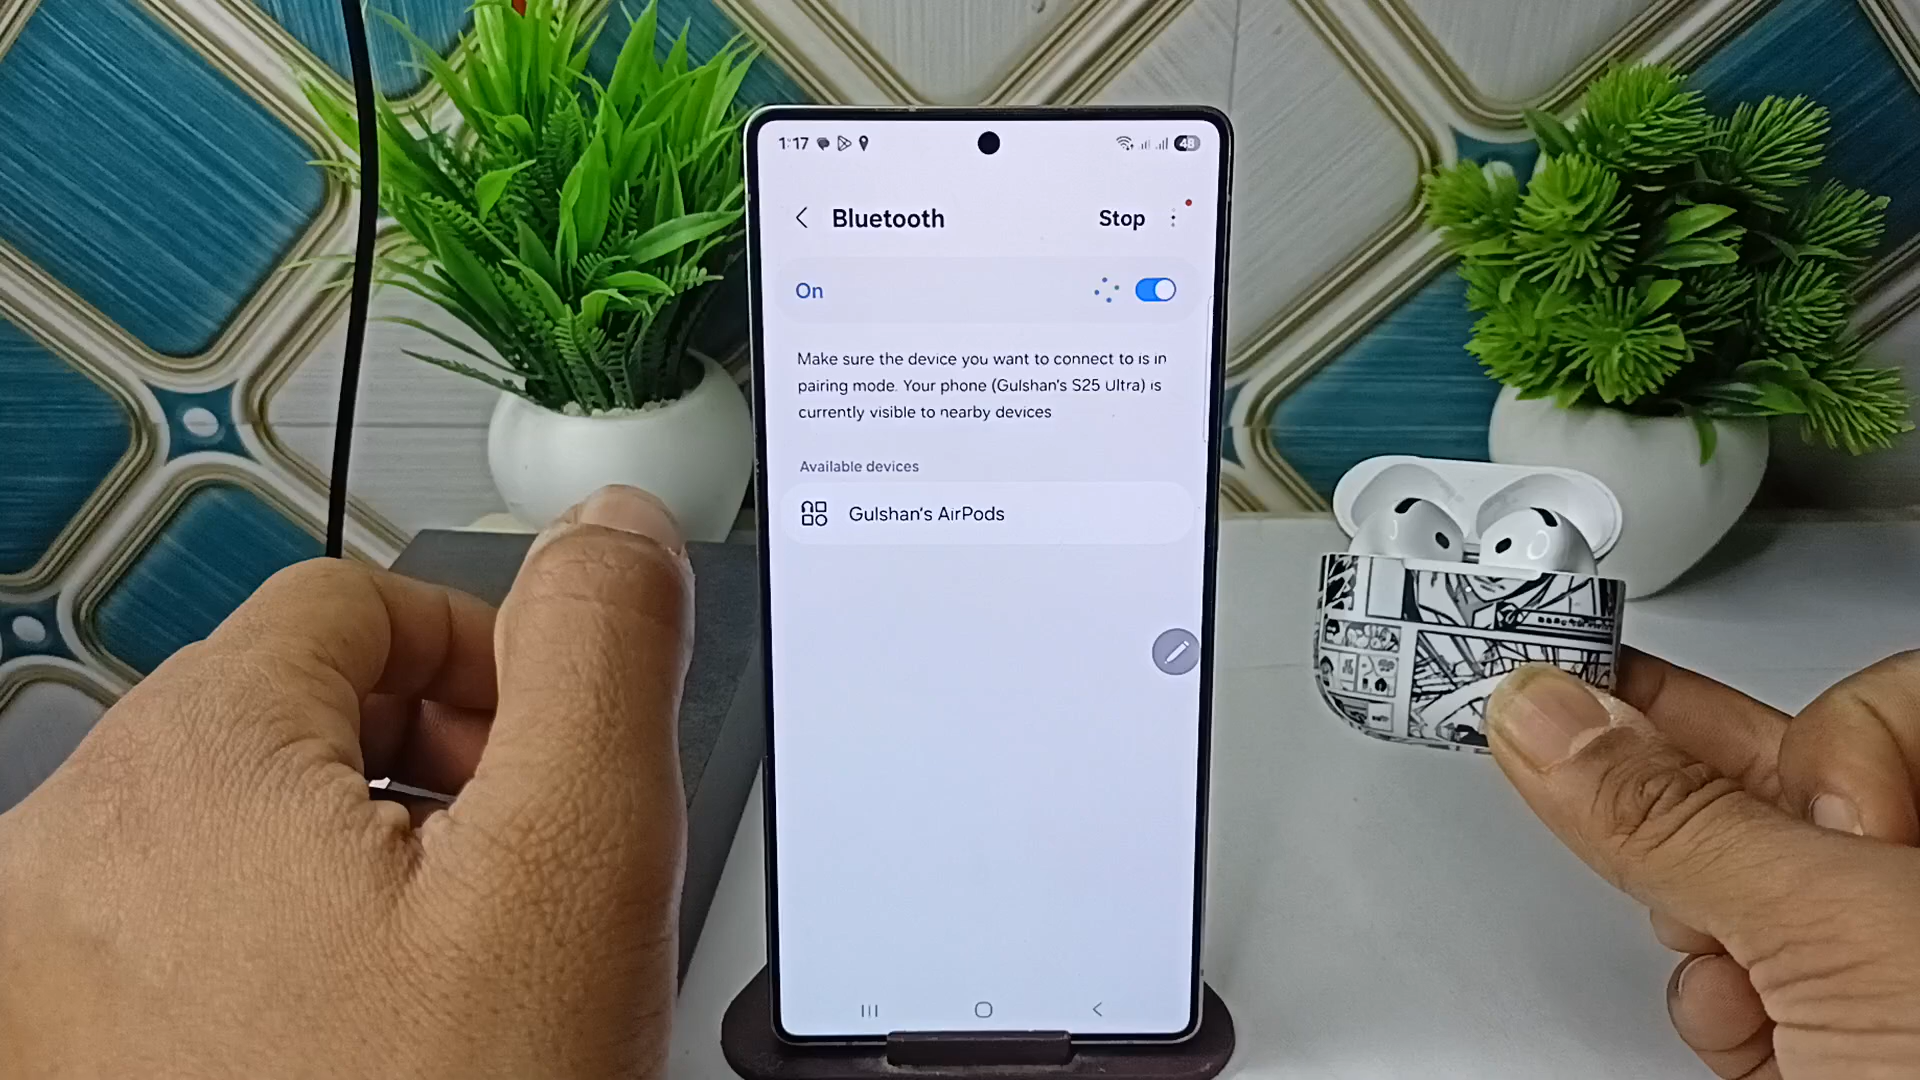 1:17
48
Bluetooth
Stop
On
Make sure the device you want to connect to is in
pairing mode. Your phone (Gulshan's S25 Ultra) is
currently visible to nearby devices
Available devices
Gulshan's AirPods